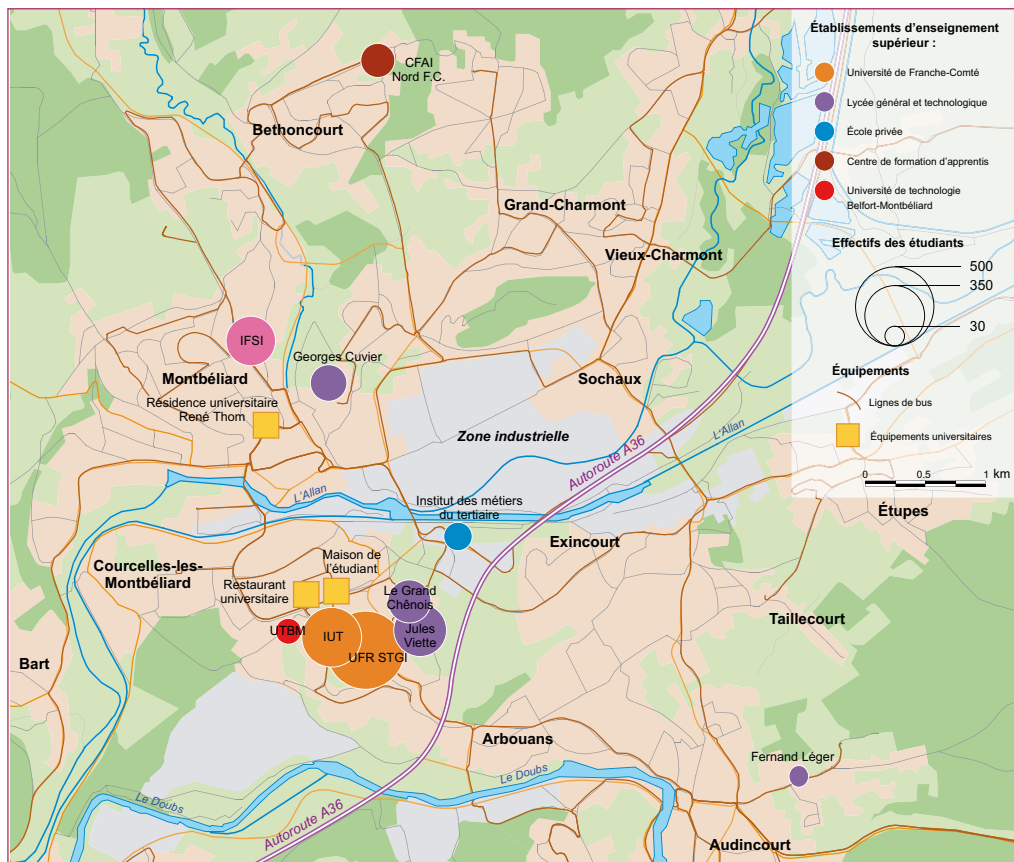 Établissements d'enseignement
supérieur :
Université de Franche-Comté
Lycée général et technologique
École privée
Centre de formation d'apprentis
Université de technologie
Belfort-Montbéliard
Effectifs des étudiants
500
350
30
Équipements
Lignes de bus
Équipements universitaires
0 0.5 1 km
CFAI
Nord F.C.
Bethoncourt
Grand-Charmont
Vieux-Charmont
IFSI
Georges Cuvier
Montbéliard
Sochaux
Résidence universitaire
René Thom
Zone industrielle
Autoroute A36
L'Allan
L'Allan
Institut des métiers
du tertiaire
Étupes
Exincourt
Courcelles-les-
Montbéliard
Maison de
l'étudiant
Restaurant
universitaire
Le Grand
Chênois
Taillecourt
UTBM
IUT
Jules
Viette
UFR STGI
Bart
Arbouans
Fernand Léger
Le Doubs
Le Doubs
Autoroute A36
Audincourt